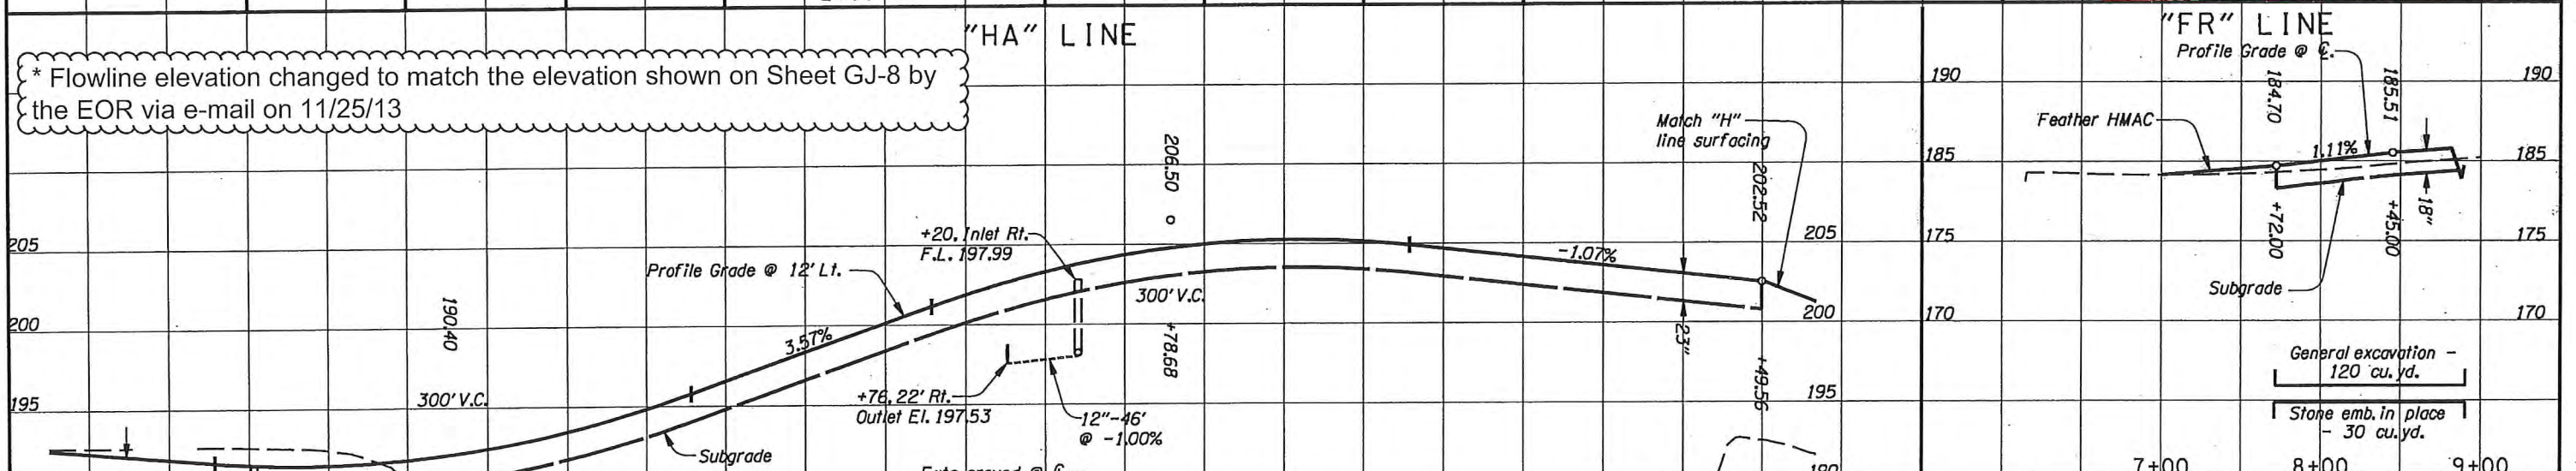 "HA" LINE
* Flowline elevation changed to match the elevation shown on Sheet GJ-8 by
the EOR via e-mail on 11/25/13
206.50
Match "H"
line surfacing
202.52
+20, Inlet Rt.
F.L. 197.99
Profile Grade @ 12' Lt.
205
205
-1.07%
190.40
300' V.C.
200
200
3.57%
+78.68
23"
+49.56
300' V.C.
195
195
+76, 22' Rt.
Outlet El. 197.53
12"-46'
@ -1.00%
Subgrade
190
"FR" LINE
Profile Grade @ ℄.
190
190
184.70
185.51
Feather HMAC
1.11%
185
185
+72.00
+45.00
18"
175
175
Subgrade
170
170
General excavation -
120 cu. yd.
Stone emb. in place
- 30 cu. yd.
7+00
8+00
9+00